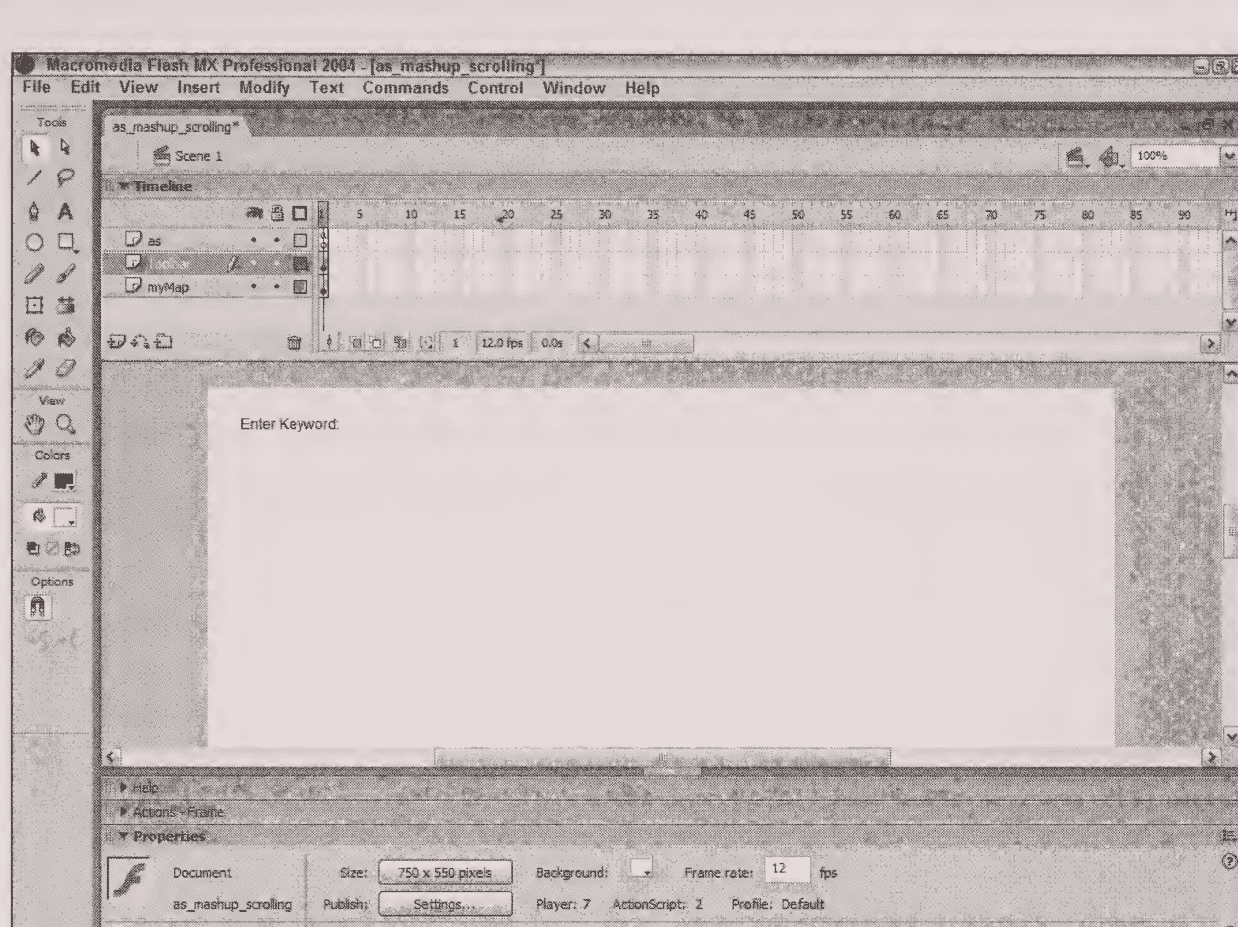 Macromedia Flash MX Professional 2004 - [as_mashup_scrolling*]
File Edit View Insert Modify Text Commands Control Window Help
Tools
as_mashup_scrolling*
Scene 1
100%
Timeline
1 5 10 15 20 25 30 35 40 45 50 55 60 65 70 75 80 85 90
as
myMap
1 12.0 fps 0.0s
View
Enter Keyword:
Colors
Options
Help
Actions - Frame
Properties
Document Size: 750 x 550 pixels Background: Frame rate: 12 fps
as_mashup_scrolling Publish: Settings... Player: 7 ActionScript: 2 Profile: Default